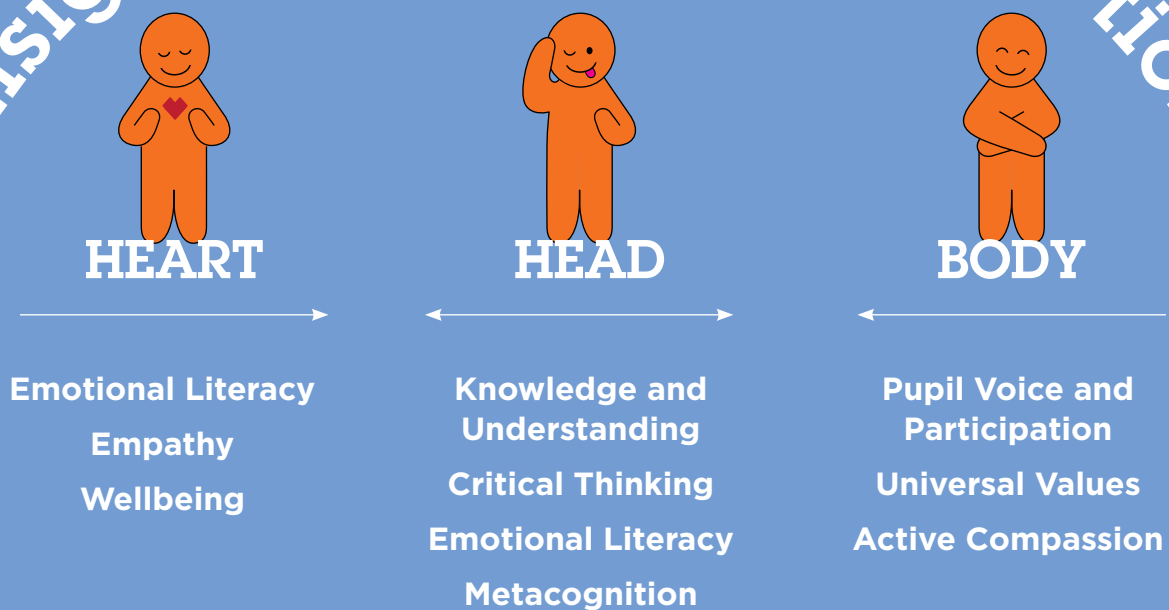 HEART
Emotional Literacy
Empathy
Wellbeing
HEAD
Knowledge and
Understanding
Critical Thinking
Emotional Literacy
Metacognition
BODY
Pupil Voice and
Participation
Universal Values
Active Compassion